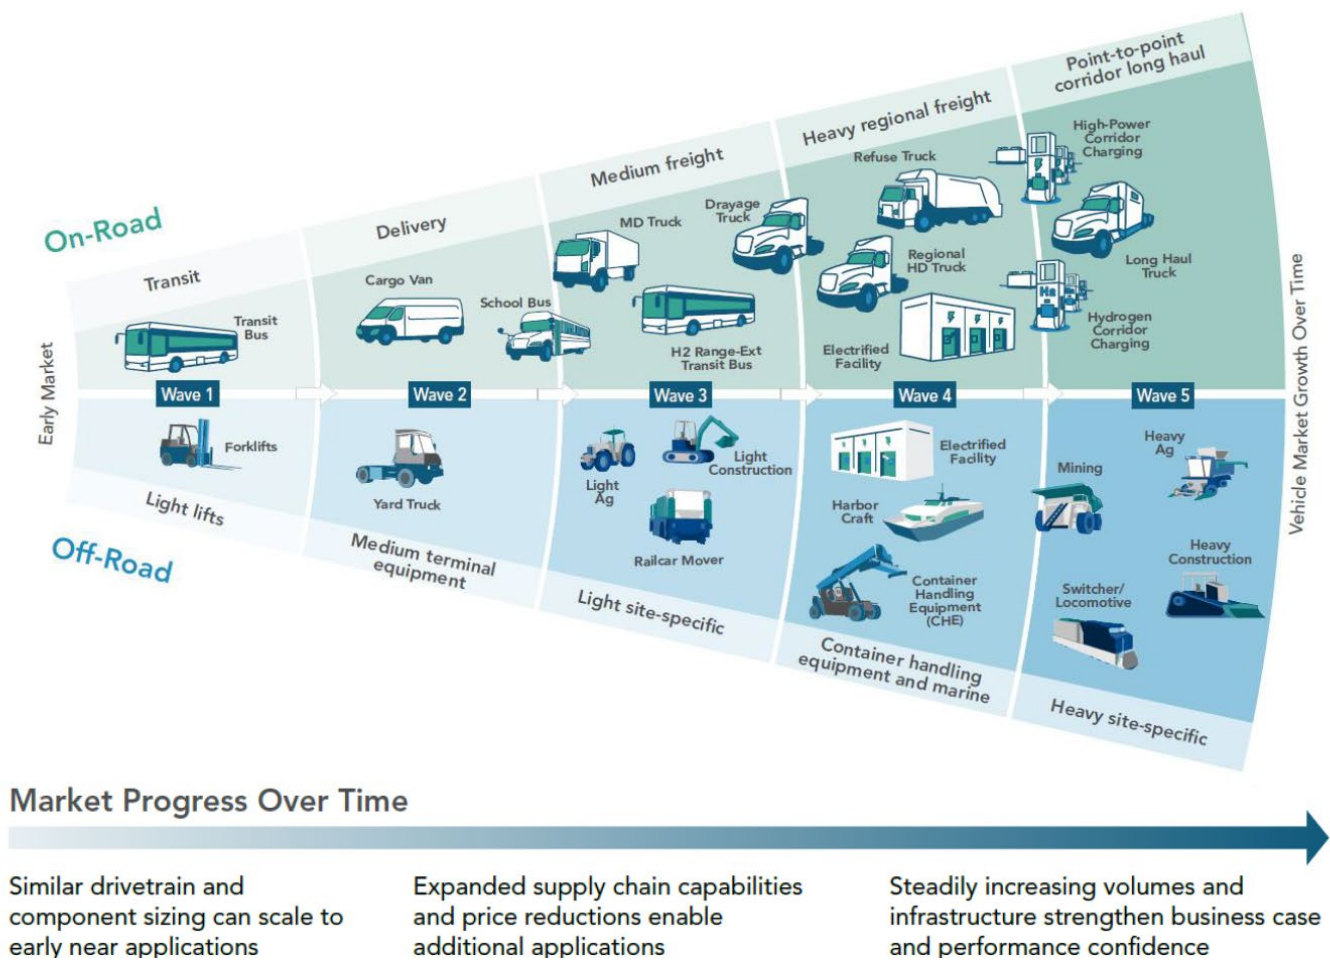 Point-to-point
corridor long haul
Heavy regional freight
Medium freight
Delivery
Transit
On-Road
High-Power
Corridor
Charging
Refuse Truck
Drayage
Truck
MD Truck
Regional
HD Truck
Long Haul
Truck
Cargo Van
School Bus
Transit
Bus
H2 Range-Ext
Transit Bus
Electrified
Facility
H₂
Hydrogen
Corridor
Charging
Early Market
Wave 1
Wave 2
Wave 3
Wave 4
Wave 5
Vehicle Market Growth Over Time
Forklifts
Yard Truck
Light
Ag
Light
Construction
Railcar Mover
Electrified
Facility
Harbor
Craft
Container
Handling
Equipment
(CHE)
Mining
Heavy
Ag
Heavy
Construction
Switcher/
Locomotive
Off-Road
Light lifts
Medium terminal
equipment
Light site-specific
Container handling
equipment and marine
Heavy site-specific
Market Progress Over Time
Similar drivetrain and
component sizing can scale to
early near applications
Expanded supply chain capabilities
and price reductions enable
additional applications
Steadily increasing volumes and
infrastructure strengthen business case
and performance confidence